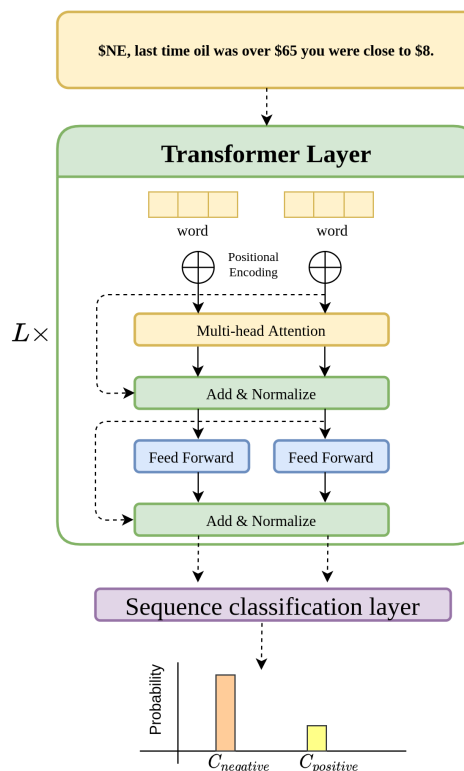 $NE, last time oil was over $65 you were close to $8.
Transformer Layer
word word
Positional
Encoding
L×
Multi-head Attention
Add & Normalize
Feed Forward Feed Forward
Add & Normalize
Sequence classification layer
Probability
C_negative C_positive